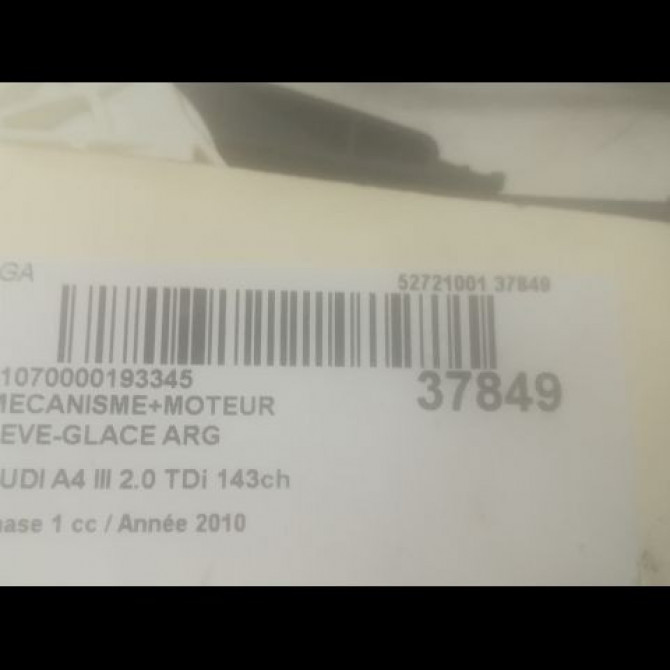 GA 52721001 37849
1070000193345
37849
MECANISME+MOTEUR
EVE-GLACE ARG
UDI A4 III 2.0 TDi 143ch
hase 1 cc / Année 2010